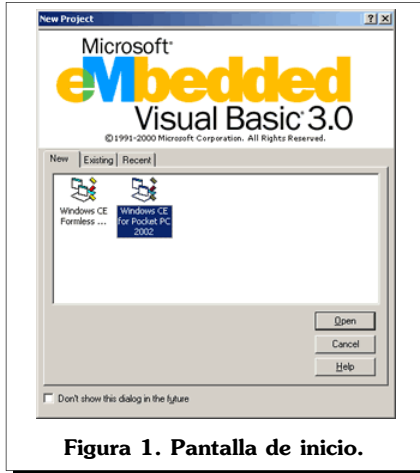 New Project
Microsoft®
eMbedded
Visual Basic® 3.0
©1991-2000 Microsoft Corporation. All Rights Reserved.
New Existing Recent
Windows CE Formless ...
Windows CE for Pocket PC 2002
Open
Cancel
Help
Don't show this dialog in the future
Figura 1. Pantalla de inicio.